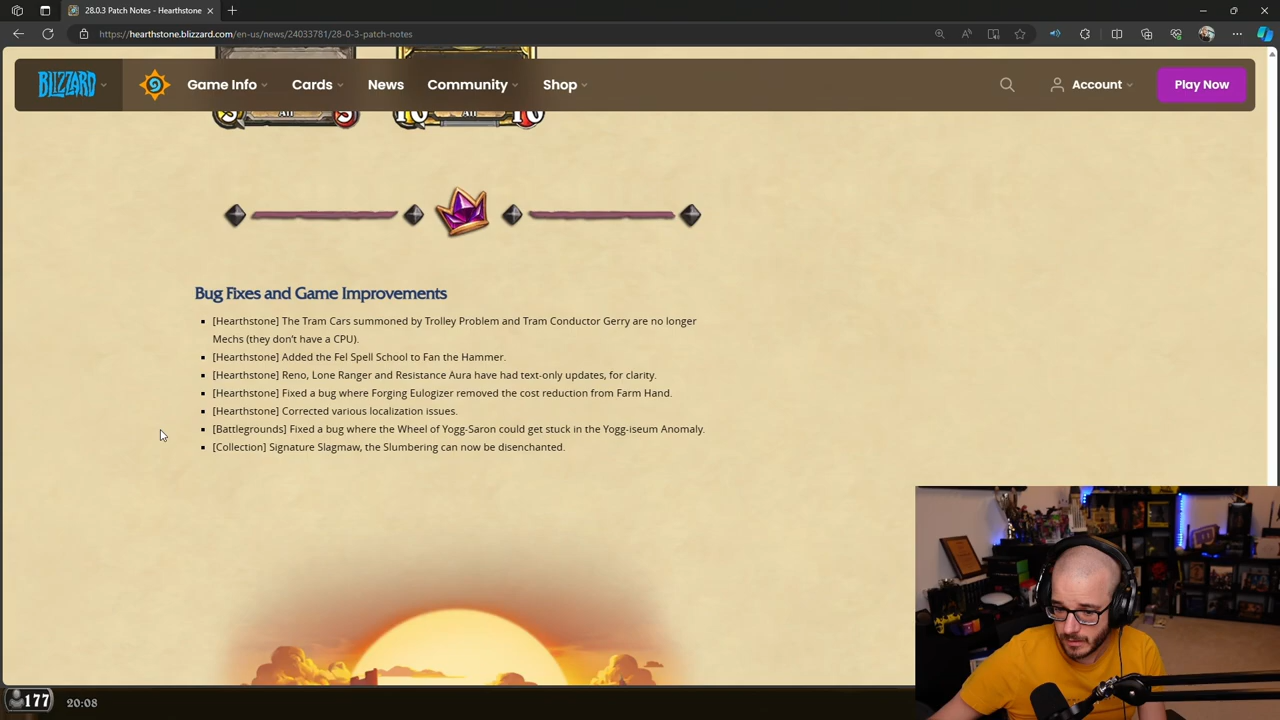 28.0.3 Patch Notes - Hearthstone
https://hearthstone.blizzard.com/en-us/news/24033781/28-0-3-patch-notes
BLIZZARD
Game Info
Cards
News
Community
Shop
Account
Play Now
All
All
Bug Fixes and Game Improvements
[Hearthstone] The Tram Cars summoned by Trolley Problem and Tram Conductor Gerry are no longer
Mechs (they don't have a CPU).
[Hearthstone] Added the Fel Spell School to Fan the Hammer.
[Hearthstone] Reno, Lone Ranger and Resistance Aura have had text-only updates, for clarity.
[Hearthstone] Fixed a bug where Forging Eulogizer removed the cost reduction from Farm Hand.
[Hearthstone] Corrected various localization issues.
[Battlegrounds] Fixed a bug where the Wheel of Yogg-Saron could get stuck in the Yogg-iseum Anomaly.
[Collection] Signature Slagmaw, the Slumbering can now be disenchanted.
177
20:08